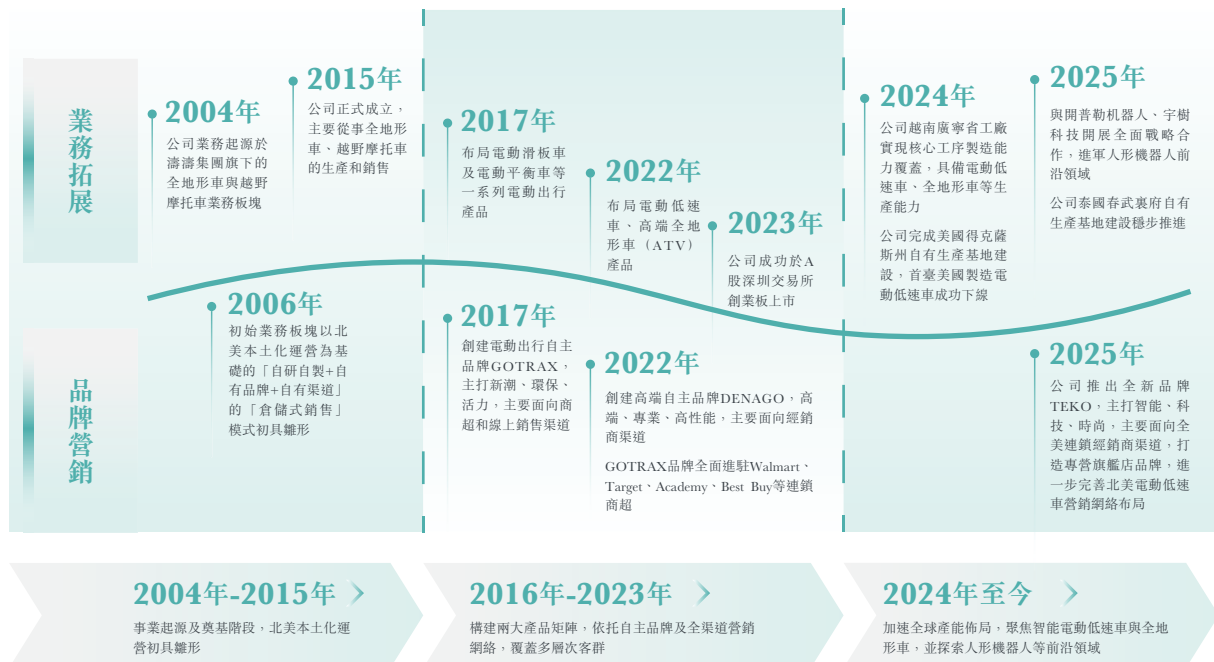 業務拓展
2004年
公司業務起源於
濤濤集團旗下的
全地形車與越野
摩托車業務板塊
2015年
公司正式成立，
主要從事全地形
車、越野摩托車
的生產和銷售
2017年
布局電動滑板車
及電動平衡車等
一系列電動出行
產品
2022年
布局電動低速
車、高端全地
形車（ATV）
產品
2023年
公司成功於A
股深圳交易所
創業板上市
2024年
公司越南廣寧省工廠
實現核心工序製造能
力覆蓋，具備電動低
速車、全地形車等生
產能力
公司完成美國得克薩
斯州自有生產基地建
設，首臺美國製造電
動低速車成功下線
2025年
與開普勒机器人、宇樹
科技開展全面戰略合
作，進軍人形機器人前
沿領域
公司泰國春武裏府自有
生產基地建設穩步推進
品牌營銷
2006年
初始業務板塊以北
美本土化運營為基
礎的「自研自製+自
有品牌+自有渠道」
的「倉儲式銷售」
模式初具雛形
2017年
創建電動出行自主
品牌GOTRAX，
主打新潮、環保、
活力，主要面向商
超和線上銷售渠道
2022年
創建高端自主品牌DENAGO，高
端、專業、高性能，主要面向經銷
商渠道
GOTRAX品牌全面進駐Walmart、
Target、Academy、Best Buy等連鎖
商超
2025年
公司推出全新品牌
TEKO，主打智能、科
技、時尚，主要面向全
美連鎖經銷商渠道，打
造專營旗艦店品牌，進
一步完善北美電動低速
車營銷網絡布局
2004年-2015年
事業起源及奠基階段，北美本土化運
營初具雛形
2016年-2023年
構建兩大產品矩陣，依托自主品牌及全渠道營銷
網絡，覆蓋多層次客群
2024年至今
加速全球產能佈局，聚焦智能電動低速車與全地
形車，並探索人形機器人等前沿領域